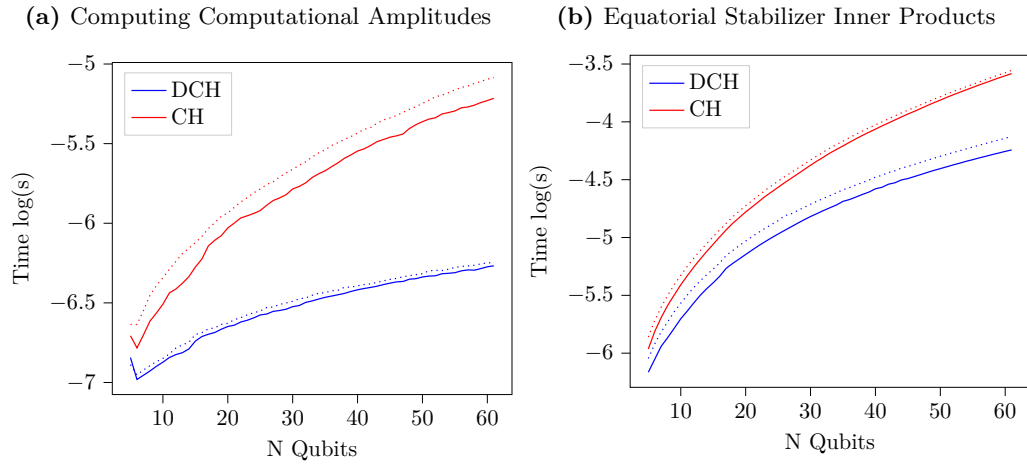 (a) Computing Computational Amplitudes
−5
−5.5
−6
−6.5
−7
Time log(s)
DCH
CH
10 20 30 40 50 60
N Qubits
(b) Equatorial Stabilizer Inner Products
−3.5
−4
−4.5
−5
−5.5
−6
Time log(s)
DCH
CH
10 20 30 40 50 60
N Qubits